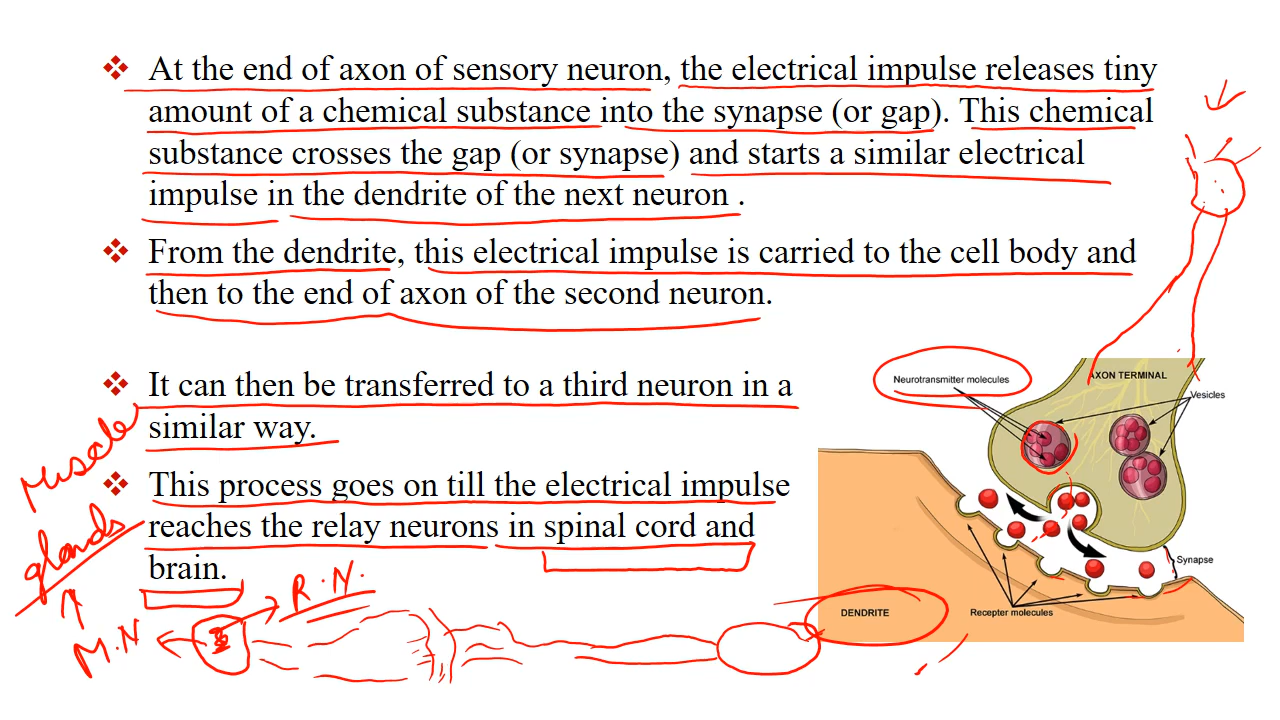 ❖ At the end of axon of sensory neuron, the electrical impulse releases tiny
amount of a chemical substance into the synapse (or gap). This chemical
substance crosses the gap (or synapse) and starts a similar electrical
impulse in the dendrite of the next neuron .
❖ From the dendrite, this electrical impulse is carried to the cell body and
then to the end of axon of the second neuron.
❖ It can then be transferred to a third neuron in a
similar way.
❖ This process goes on till the electrical impulse
reaches the relay neurons in spinal cord and
brain.
Muscle
glands
M.N
R.N.
Neurotransmitter molecules
AXON TERMINAL
Vesicles
Synapse
DENDRITE
Recepter molecules